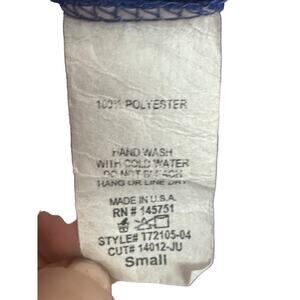 100% POLYESTER
HAND WASH
WITH COLD WATER
DO NOT BLEACH
HANG OR LINE DRY
MADE IN U.S.A.
RN # 145751
STYLE# T72105-04
CUT# 14012-JU
Small